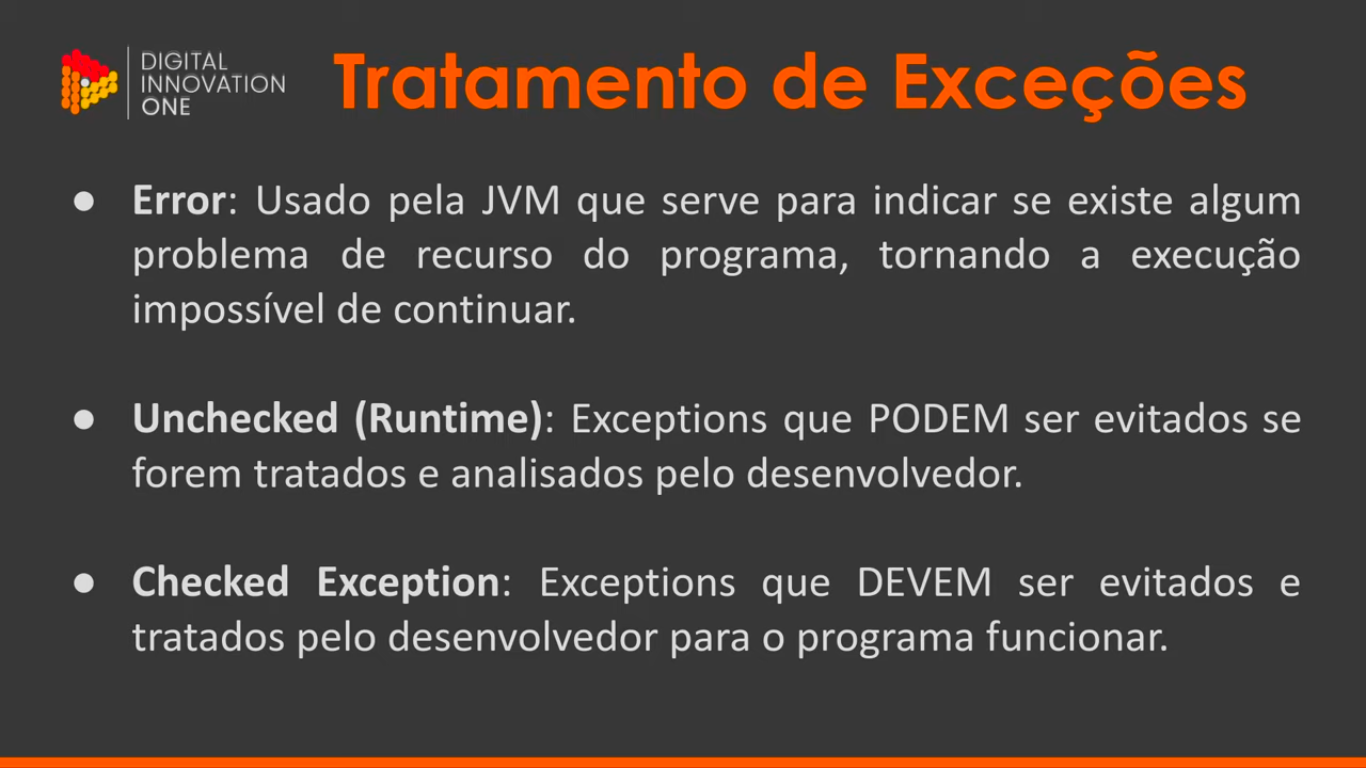 DIGITAL
INNOVATION
ONE
Tratamento de Exceções
● Error: Usado pela JVM que serve para indicar se existe algum
problema de recurso do programa, tornando a execução
impossível de continuar.
● Unchecked (Runtime): Exceptions que PODEM ser evitados se
forem tratados e analisados pelo desenvolvedor.
● Checked Exception: Exceptions que DEVEM ser evitados e
tratados pelo desenvolvedor para o programa funcionar.